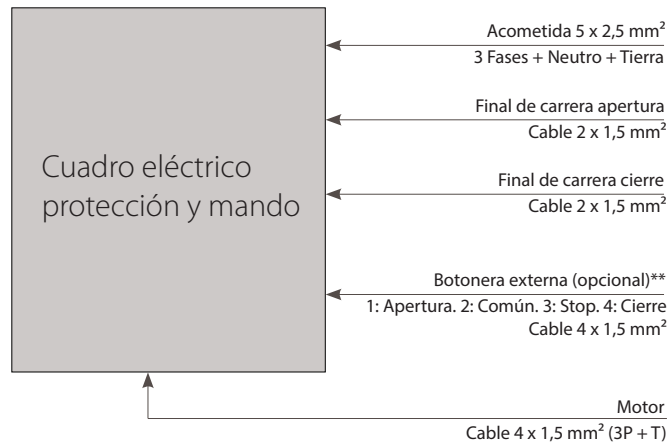 Cuadro eléctrico
protección y mando
Acometida 5 x 2,5 mm²
3 Fases + Neutro + Tierra
Final de carrera apertura
Cable 2 x 1,5 mm²
Final de carrera cierre
Cable 2 x 1,5 mm²
Botonera externa (opcional)**
1: Apertura. 2: Común. 3: Stop. 4: Cierre
Cable 4 x 1,5 mm²
Motor
Cable 4 x 1,5 mm² (3P + T)